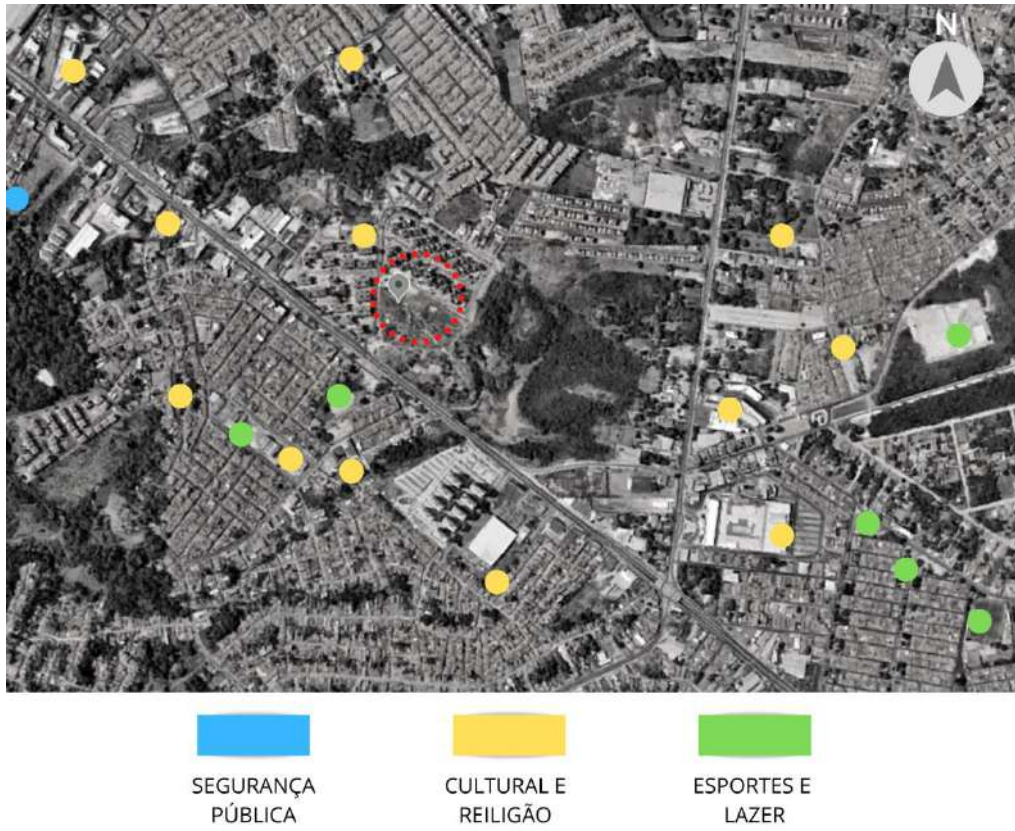 N
SEGURANÇA
PÚBLICA
CULTURAL E
REILIGÃO
ESPORTES E
LAZER